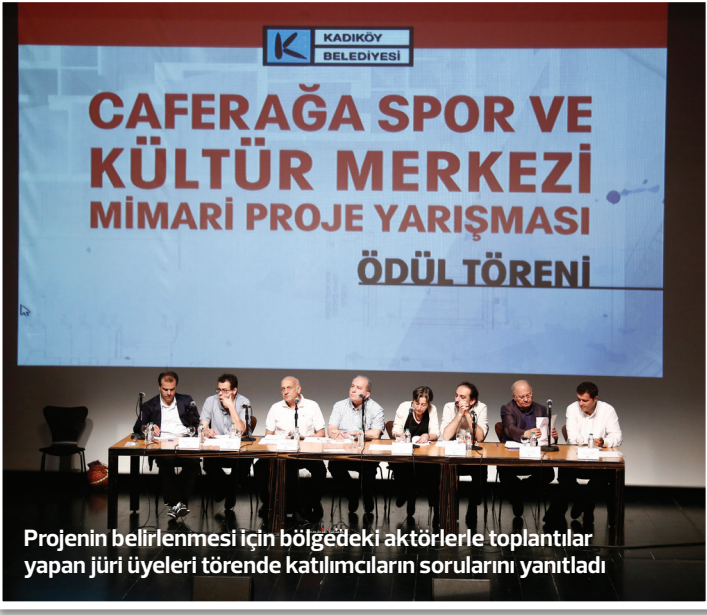 KADIKÖY
BELEDİYESİ
CAFERAĞA SPOR VE
KÜLTÜR MERKEZİ
MİMARİ PROJE YARIŞMASI
ÖDÜL TÖRENİ
Projenin belirlenmesi için bölgedeki aktörlerle toplantılar
yapan jüri üyeleri törende katılımcıların sorularını yanıtladı